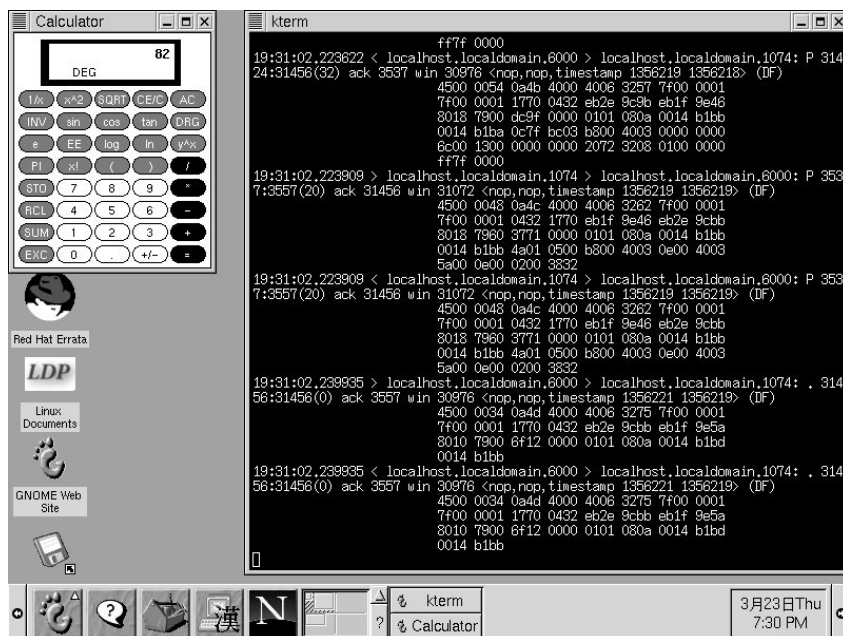 Calculator
82
DEG
1/x x^2 SQRT CE/C AC
INV sin cos tan DRG
e EE log ln y^x
PI x! ( ) /
STO 7 8 9 *
RCL 4 5 6 -
SUM 1 2 3 +
EXC 0 . +/- =
Red Hat Errata
LDP
Linux
Documents
GNOME Web
Site
kterm
ff7f 0000
19:31:02.223622 < localhost.localdomain.6000 > localhost.localdomain.1074: P 314
24:31456(32) ack 3537 win 30976 <nop,nop,timestamp 1356219 1356218> (DF)
4500 0054 0a4b 4000 4006 3257 7f00 0001
7f00 0001 1770 0432 eb2e 9c9b eb1f 9e46
8018 7900 dc9f 0000 0101 080a 0014 b1bb
0014 b1ba 0c7f bc03 b800 4003 0000 0000
6c00 1300 0000 0000 2072 3208 0100 0000
ff7f 0000
19:31:02.223909 > localhost.localdomain.1074 > localhost.localdomain.6000: P 353
7:3557(20) ack 31456 win 31072 <nop,nop,timestamp 1356219 1356219> (DF)
4500 0048 0a4c 4000 4006 3262 7f00 0001
7f00 0001 0432 1770 eb1f 9e46 eb2e 9cbb
8018 7960 3771 0000 0101 080a 0014 b1bb
0014 b1bb 4a01 0500 b800 4003 0e00 4003
5a00 0e00 0200 3832
19:31:02.223909 < localhost.localdomain.1074 > localhost.localdomain.6000: P 353
7:3557(20) ack 31456 win 31072 <nop,nop,timestamp 1356219 1356219> (DF)
4500 0048 0a4c 4000 4006 3262 7f00 0001
7f00 0001 0432 1770 eb1f 9e46 eb2e 9cbb
8018 7960 3771 0000 0101 080a 0014 b1bb
0014 b1bb 4a01 0500 b800 4003 0e00 4003
5a00 0e00 0200 3832
19:31:02.239935 > localhost.localdomain.6000 > localhost.localdomain.1074: . 314
56:31456(0) ack 3557 win 30976 <nop,nop,timestamp 1356221 1356219> (DF)
4500 0034 0a4d 4000 4006 3275 7f00 0001
7f00 0001 1770 0432 eb2e 9cbb eb1f 9e5a
8010 7900 6f12 0000 0101 080a 0014 b1bd
0014 b1bb
19:31:02.239935 < localhost.localdomain.6000 > localhost.localdomain.1074: . 314
56:31456(0) ack 3557 win 30976 <nop,nop,timestamp 1356221 1356219> (DF)
4500 0034 0a4d 4000 4006 3275 7f00 0001
7f00 0001 1770 0432 eb2e 9cbb eb1f 9e5a
8010 7900 6f12 0000 0101 080a 0014 b1bd
0014 b1bb
?
漢
N
?
kterm
Calculator
3月23日Thu
7:30 PM